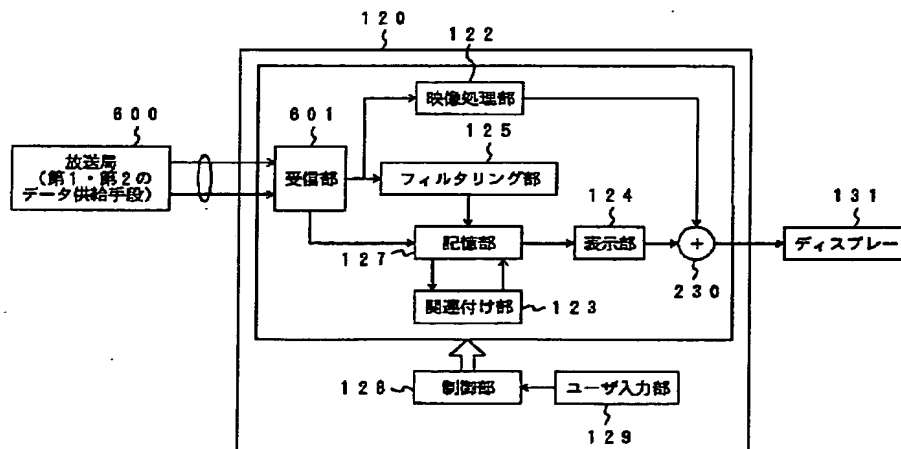 120
122
映像処理部
600
601
125
放送局
(第1・第2の
データ供給手段)
受信部
フィルタリング部
124
131
記憶部
表示部
+
ディスプレー
127
230
関連付け部
123
制御部
ユーザ入力部
128
129